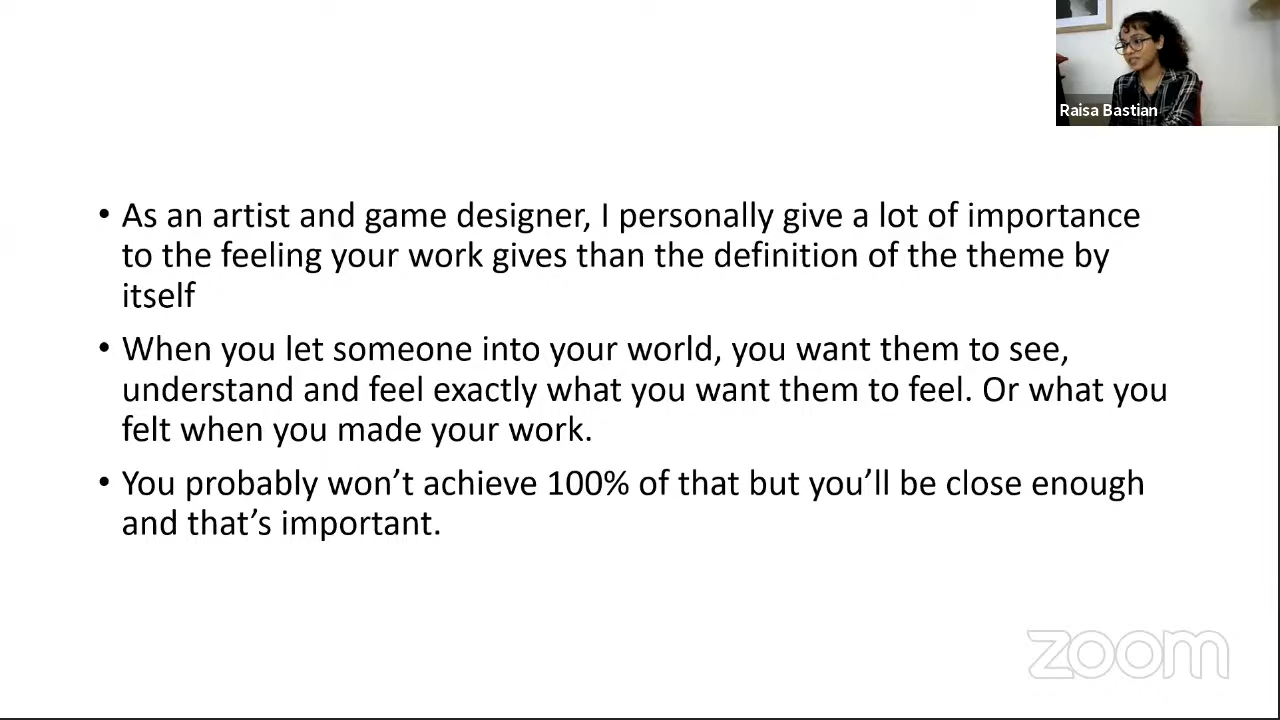 Raisa Bastian
• As an artist and game designer, I personally give a lot of importance
to the feeling your work gives than the definition of the theme by
itself
• When you let someone into your world, you want them to see,
understand and feel exactly what you want them to feel. Or what you
felt when you made your work.
• You probably won’t achieve 100% of that but you’ll be close enough
and that’s important.
zoom